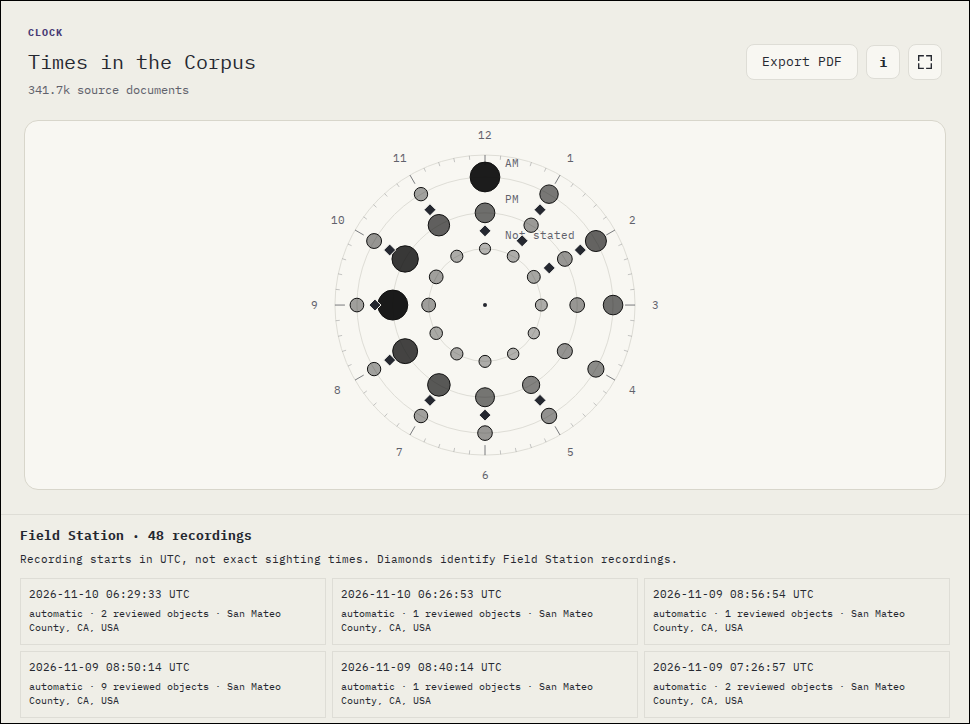 CLOCK
Times in the Corpus
341.7k source documents
Export PDF
i
12
11
1
AM
PM
10
2
Not stated
9
3
8
4
7
5
6
Field Station · 48 recordings
Recording starts in UTC, not exact sighting times. Diamonds identify Field Station recordings.
2026-11-10 06:29:33 UTC
automatic · 2 reviewed objects · San Mateo
County, CA, USA
2026-11-10 06:26:53 UTC
automatic · 1 reviewed objects · San Mateo
County, CA, USA
2026-11-09 08:56:54 UTC
automatic · 1 reviewed objects · San Mateo
County, CA, USA
2026-11-09 08:50:14 UTC
automatic · 9 reviewed objects · San Mateo
County, CA, USA
2026-11-09 08:40:14 UTC
automatic · 1 reviewed objects · San Mateo
County, CA, USA
2026-11-09 07:26:57 UTC
automatic · 2 reviewed objects · San Mateo
County, CA, USA